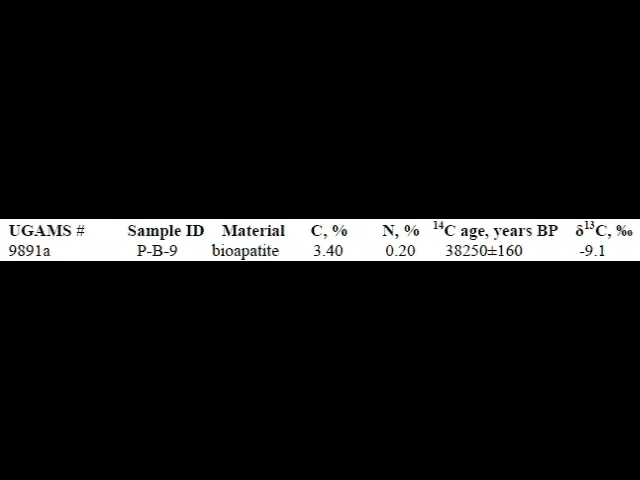 UGAMS # Sample ID Material C, % N, % ¹⁴C age, years BP δ¹³C, ‰
9891a P-B-9 bioapatite 3.40 0.20 38250±160 -9.1